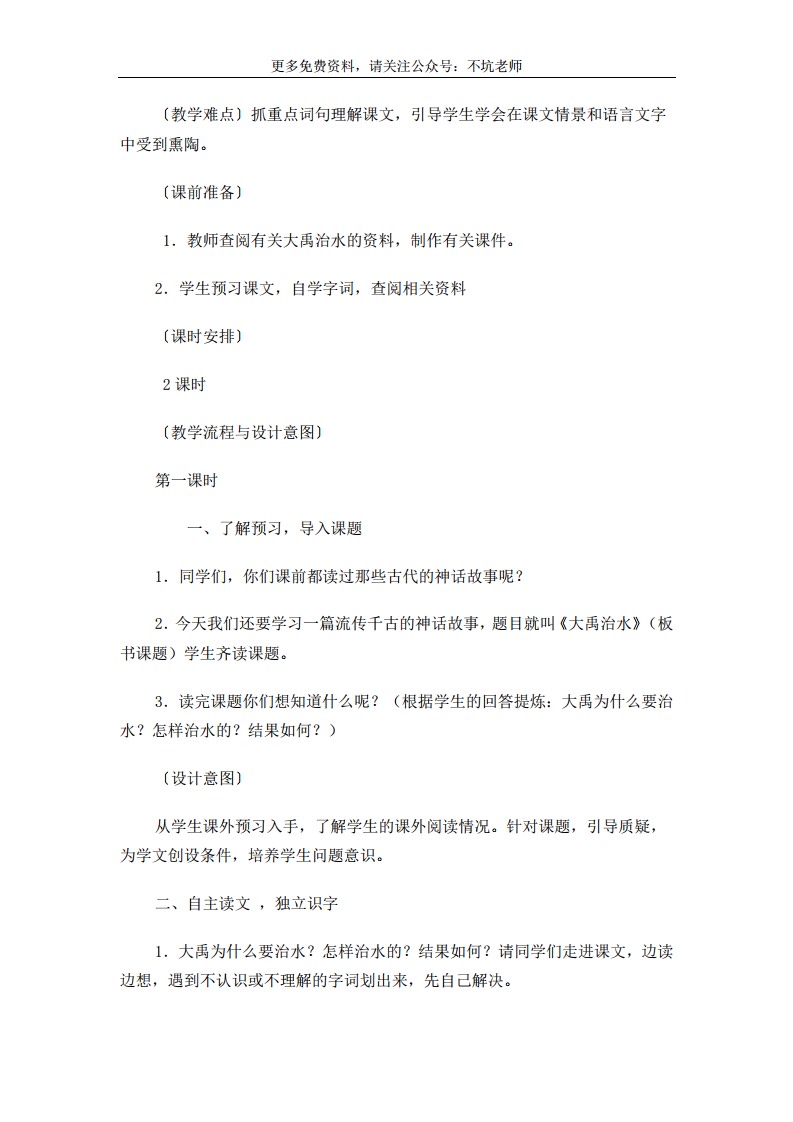 更多免费资料，请关注公众号：不坑老师
〔教学难点〕抓重点词句理解课文，引导学生学会在课文情景和语言文字
中受到熏陶。
〔课前准备〕
1．教师查阅有关大禹治水的资料，制作有关课件。
2．学生预习课文，自学字词，查阅相关资料
〔课时安排〕
2 课时
〔教学流程与设计意图〕
第一课时
一、了解预习，导入课题
1．同学们，你们课前都读过那些古代的神话故事呢？
2．今天我们还要学习一篇流传千古的神话故事，题目就叫《大禹治水》（板
书课题）学生齐读课题。
3．读完课题你们想知道什么呢？（根据学生的回答提炼：大禹为什么要治
水？怎样治水的？结果如何？）
〔设计意图〕
从学生课外预习入手，了解学生的课外阅读情况。针对课题，引导质疑，
为学文创设条件，培养学生问题意识。
二、自主读文 ，独立识字
1．大禹为什么要治水？怎样治水的？结果如何？请同学们走进课文，边读
边想，遇到不认识或不理解的字词划出来，先自己解决。